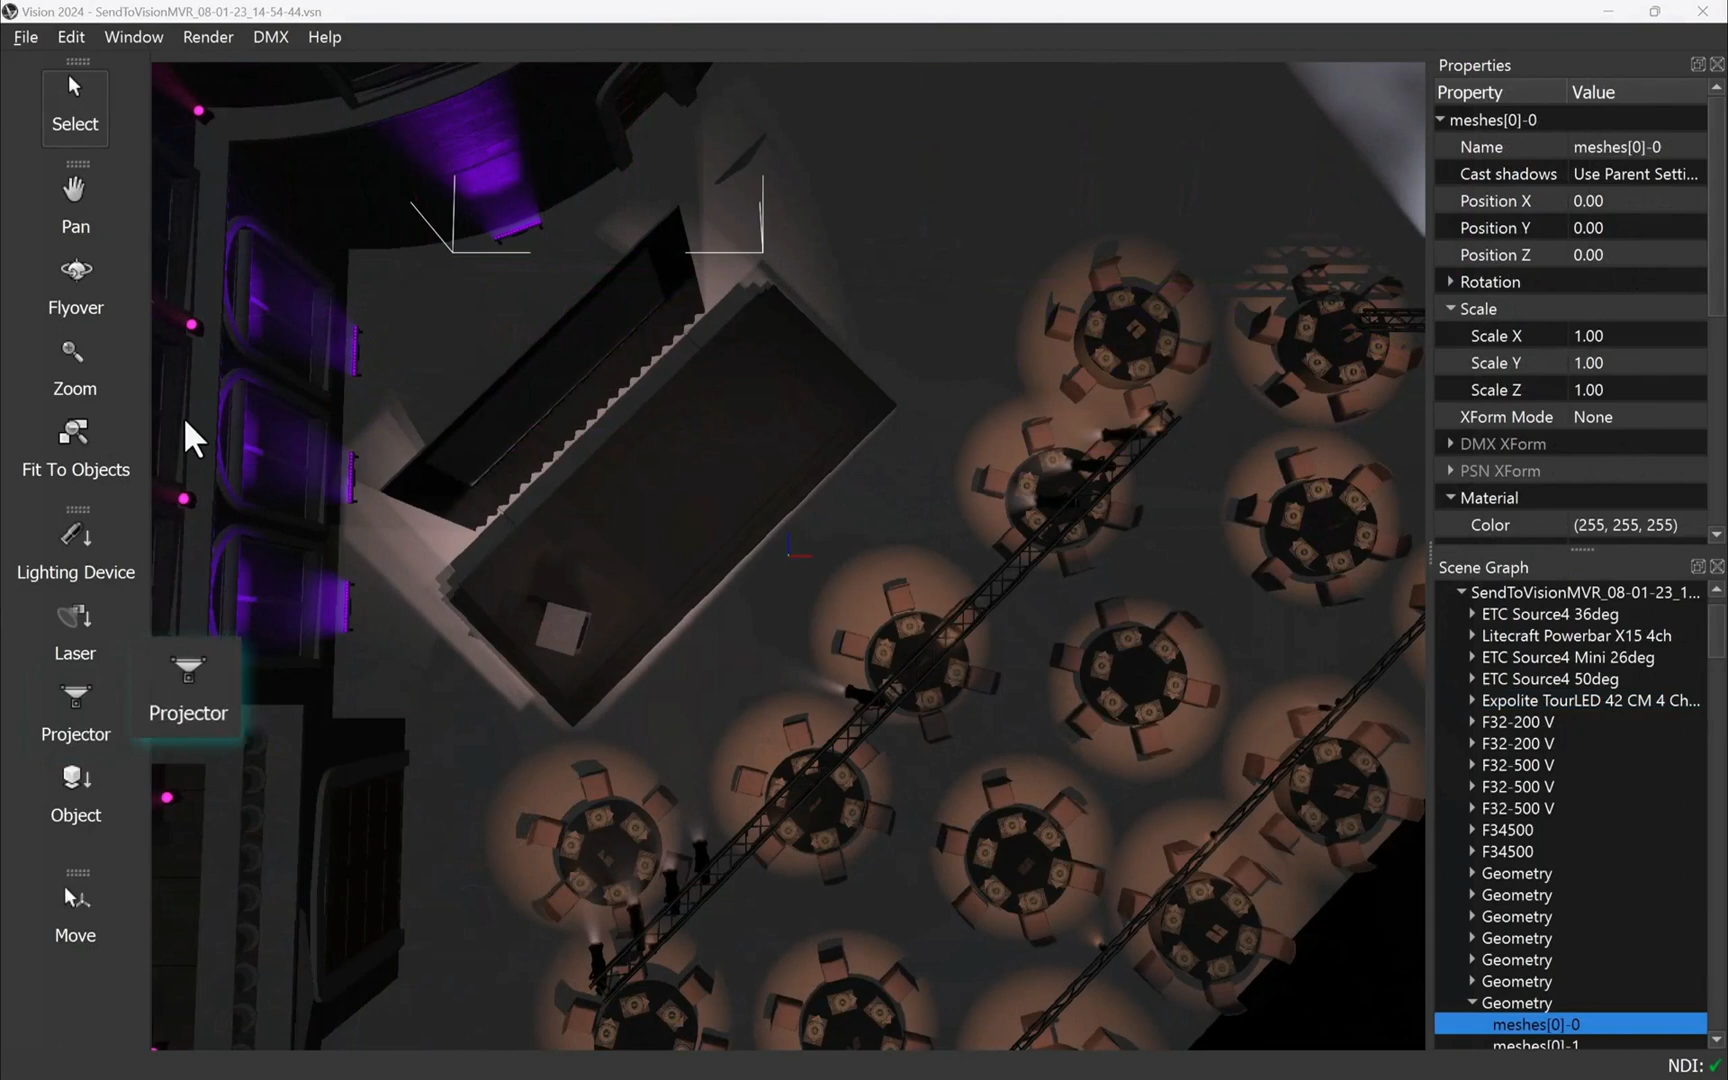 Vision 2024 - SendToVisionMVR_08-01-23_14-54-44.vsn
File Edit Window Render DMX Help
Select
Pan
Flyover
Zoom
Fit To Objects
Lighting Device
Laser
Projector
Projector
Object
Move
Properties
Property Value
meshes[0]-0
Name meshes[0]-0
Cast shadows Use Parent Setti...
Position X 0.00
Position Y 0.00
Position Z 0.00
Rotation
Scale
Scale X 1.00
Scale Y 1.00
Scale Z 1.00
XForm Mode None
DMX XForm
PSN XForm
Material
Color (255, 255, 255)
Scene Graph
SendToVisionMVR_08-01-23_1...
ETC Source4 36deg
Litecraft Powerbar X15 4ch
ETC Source4 Mini 26deg
ETC Source4 50deg
Expolite TourLED 42 CM 4 Ch...
F32-200 V
F32-200 V
F32-500 V
F32-500 V
F32-500 V
F34500
F34500
Geometry
Geometry
Geometry
Geometry
Geometry
Geometry
Geometry
meshes[0]-0
meshes[0]-1
NDI: